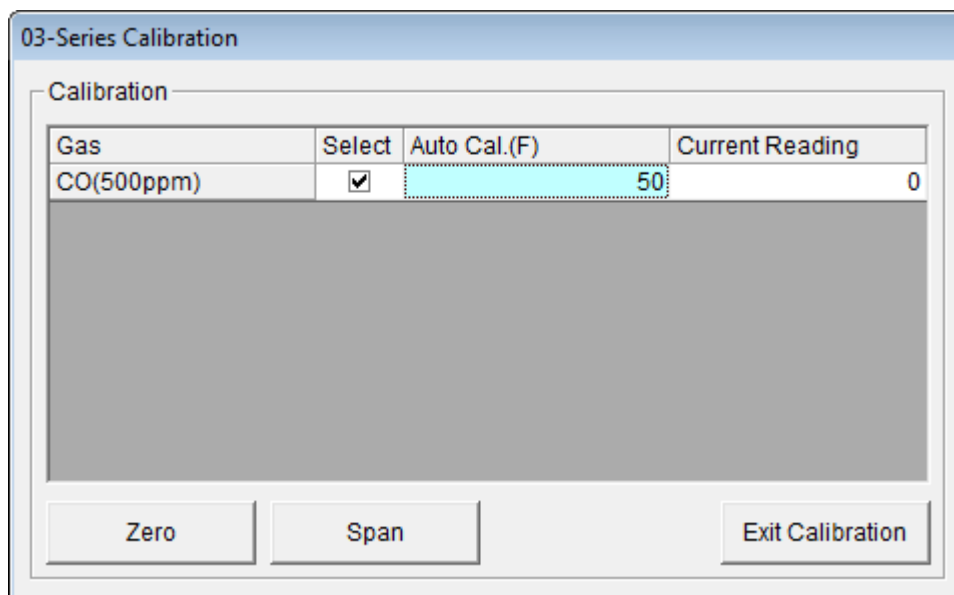 03-Series Calibration
Calibration
Gas Select Auto Cal.(F) Current Reading
CO(500ppm) 50 0
Zero Span Exit Calibration